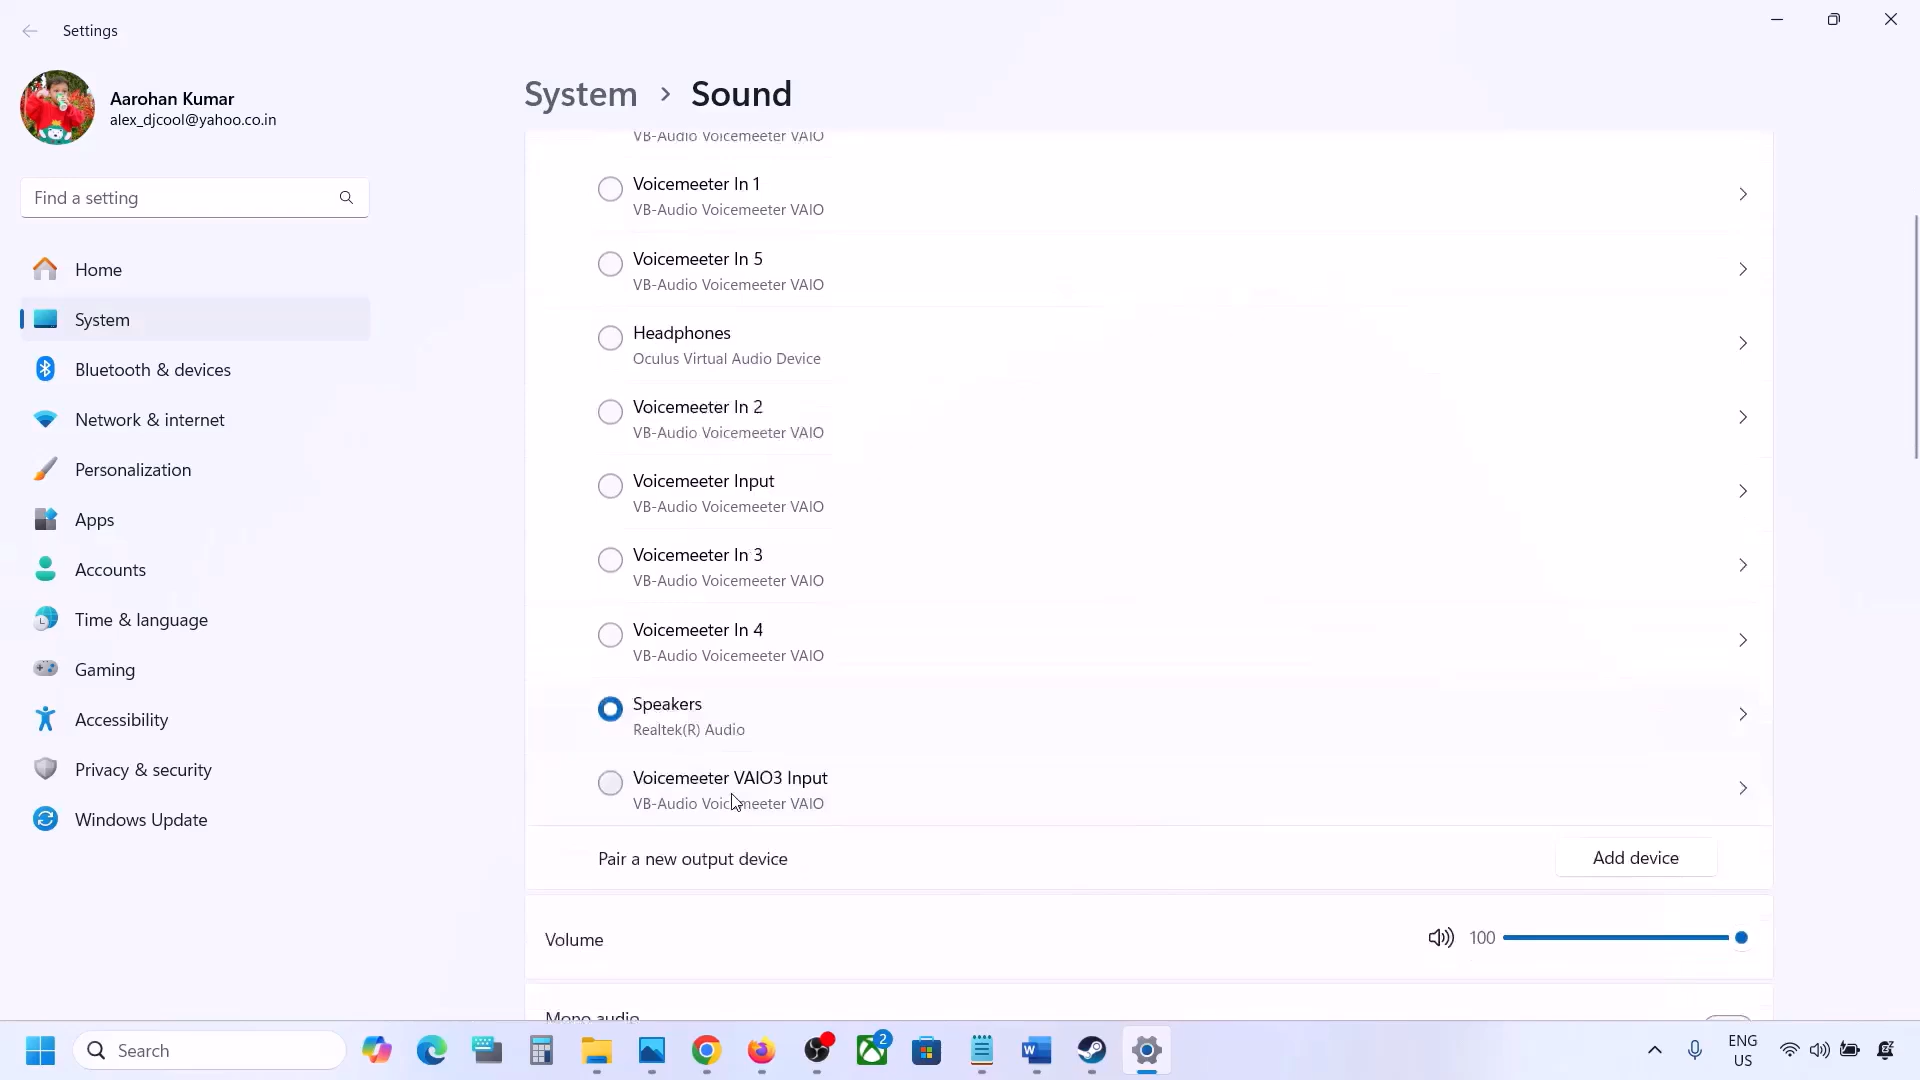 Settings
Aarohan Kumar
alex_djcool@yahoo.co.in
Find a setting
Home
System
Bluetooth & devices
Network & internet
Personalization
Apps
Accounts
Time & language
Gaming
Accessibility
Privacy & security
Windows Update
System > Sound
VB-Audio Voicemeeter VAIO
Voicemeeter In 1
VB-Audio Voicemeeter VAIO
Voicemeeter In 5
VB-Audio Voicemeeter VAIO
Headphones
Oculus Virtual Audio Device
Voicemeeter In 2
VB-Audio Voicemeeter VAIO
Voicemeeter Input
VB-Audio Voicemeeter VAIO
Voicemeeter In 3
VB-Audio Voicemeeter VAIO
Voicemeeter In 4
VB-Audio Voicemeeter VAIO
Speakers
Realtek(R) Audio
Voicemeeter VAIO3 Input
VB-Audio Voicemeeter VAIO
Pair a new output device
Add device
Volume
100
Mono audio
Search
2
ENG
US